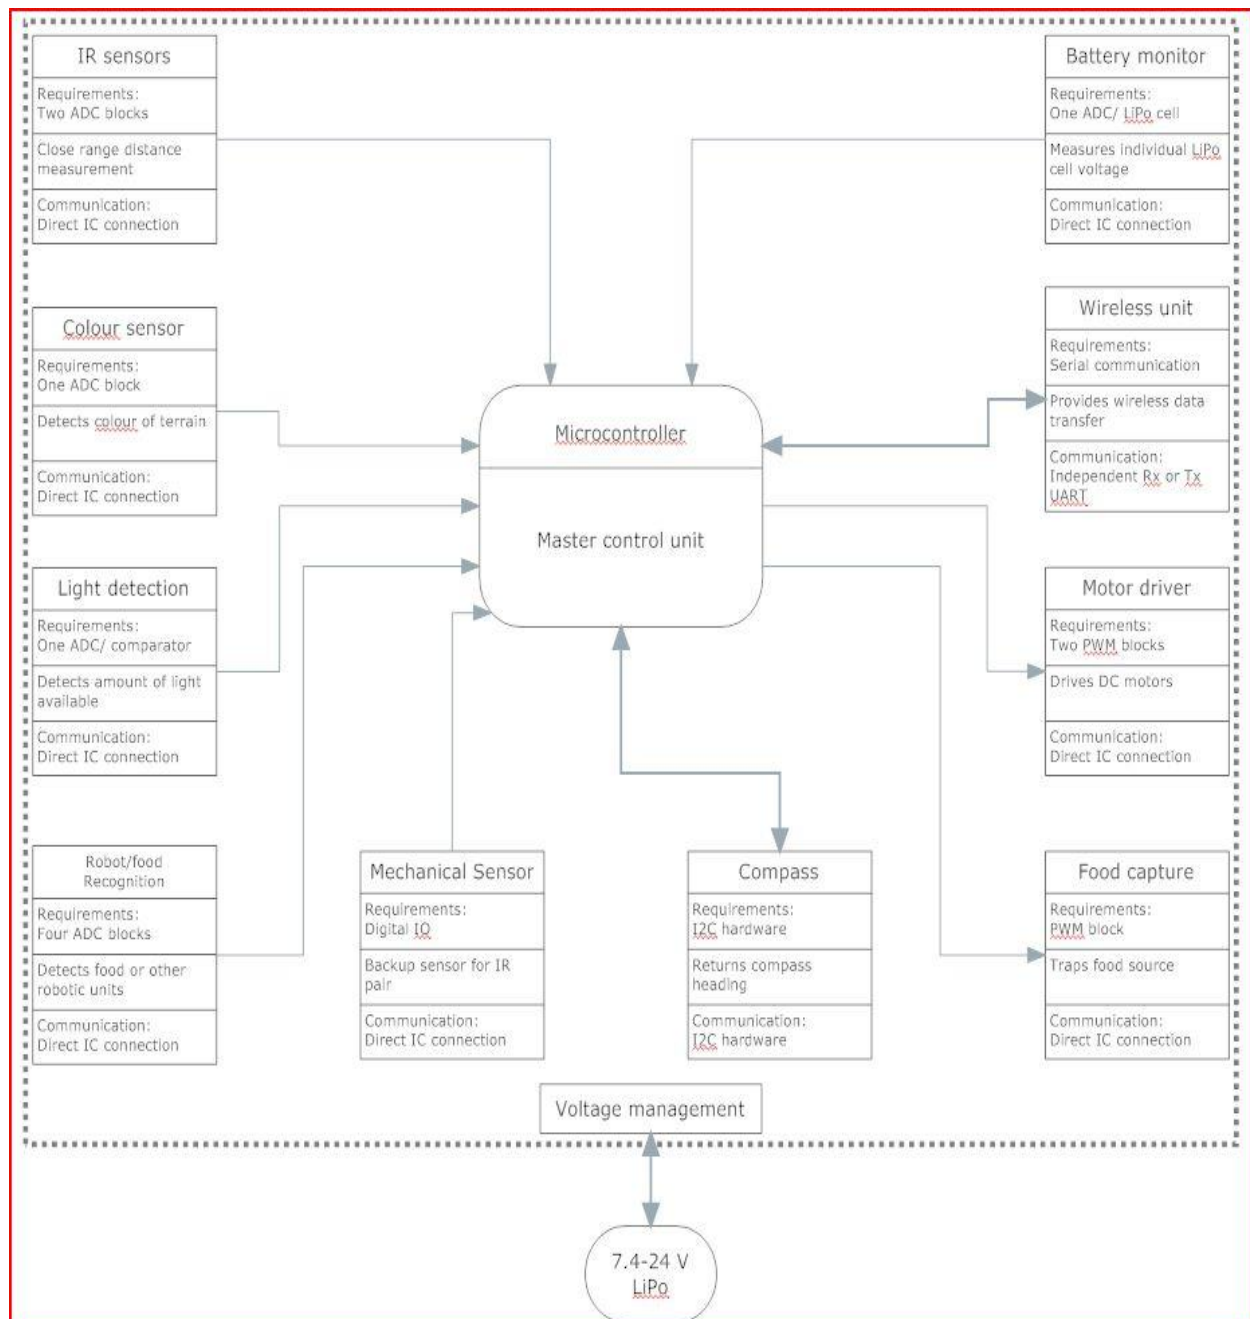 IR sensors
Requirements:
Two ADC blocks
Close range distance
measurement
Communication:
Direct IC connection
Battery monitor
Requirements:
One ADC/ LiPo cell
Measures individual LiPo
cell voltage
Communication:
Direct IC connection
Colour sensor
Requirements:
One ADC block
Detects colour of terrain
Communication:
Direct IC connection
Wireless unit
Requirements:
Serial communication
Provides wireless data
transfer
Communication:
Independent Rx or Tx
UART
Microcontroller
Master control unit
Light detection
Requirements:
One ADC/ comparator
Detects amount of light
available
Communication:
Direct IC connection
Motor driver
Requirements:
Two PWM blocks
Drives DC motors
Communication:
Direct IC connection
Robot/food
Recognition
Requirements:
Four ADC blocks
Detects food or other
robotic units
Communication:
Direct IC connection
Mechanical Sensor
Requirements:
Digital IO
Backup sensor for IR
pair
Communication:
Direct IC connection
Compass
Requirements:
I2C hardware
Returns compass
heading
Communication:
I2C hardware
Food capture
Requirements:
PWM block
Traps food source
Communication:
Direct IC connection
Voltage management
7.4-24 V
LiPo